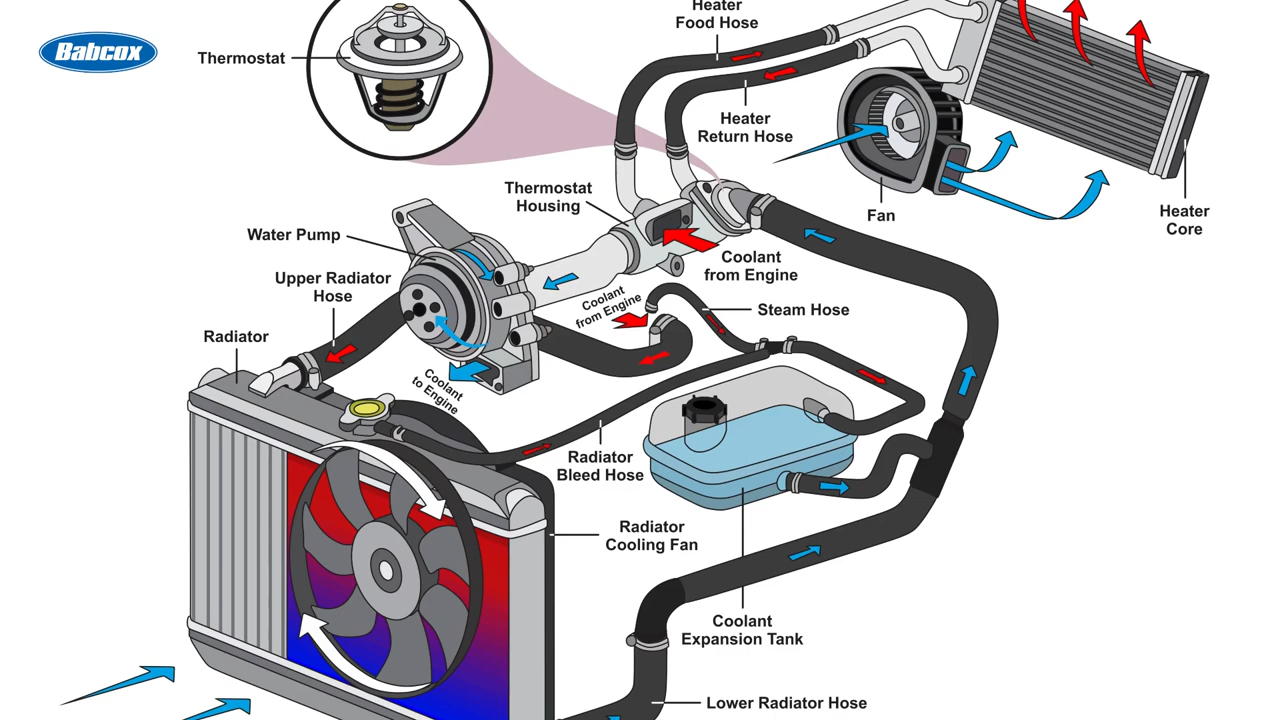 Heater
Food Hose
Babcox
Thermostat
Heater
Return Hose
Thermostat
Housing
Fan
Heater
Core
Water Pump
Coolant
from Engine
Upper Radiator
Hose
Coolant
from Engine
Steam Hose
Radiator
Coolant
to Engine
Radiator
Bleed Hose
Radiator
Cooling Fan
Coolant
Expansion Tank
Lower Radiator Hose